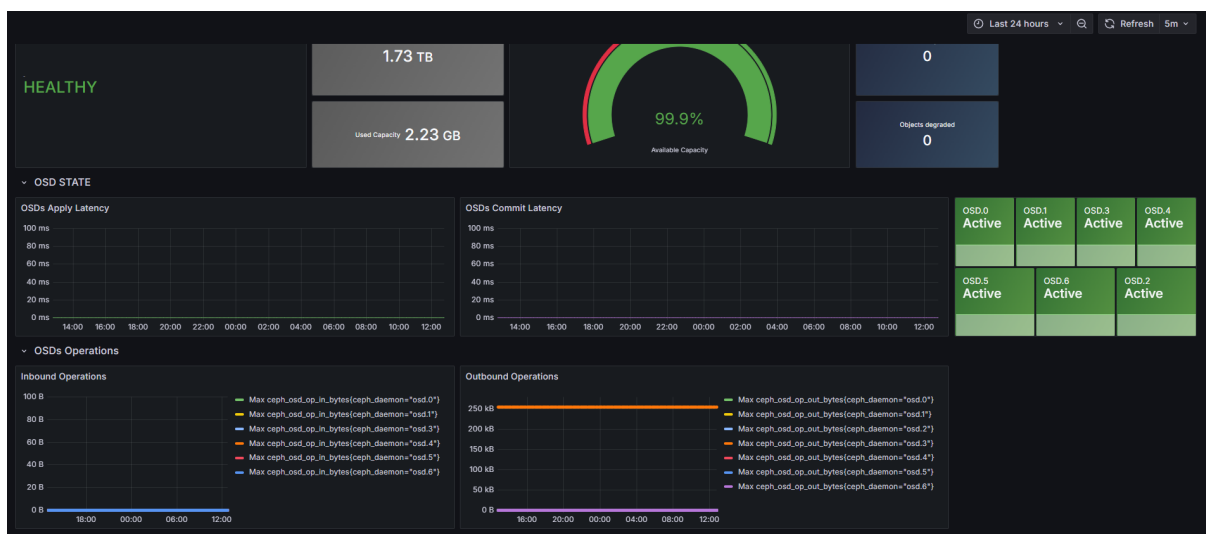 Last 24 hours
Refresh 5m
HEALTHY
1.73 TB
Used Capacity 2.23 GB
99.9%
Available Capacity
0
Objects degraded
0
OSD STATE
OSDs Apply Latency
100 ms
80 ms
60 ms
40 ms
20 ms
0 ms
14:00 16:00 18:00 20:00 22:00 00:00 02:00 04:00 06:00 08:00 10:00 12:00
OSDs Commit Latency
100 ms
80 ms
60 ms
40 ms
20 ms
0 ms
14:00 16:00 18:00 20:00 22:00 00:00 02:00 04:00 06:00 08:00 10:00 12:00
OSD.0
Active
OSD.1
Active
OSD.3
Active
OSD.4
Active
OSD.5
Active
OSD.6
Active
OSD.2
Active
OSDs Operations
Inbound Operations
100 B
80 B
60 B
40 B
20 B
0 B
18:00 00:00 06:00 12:00
Max ceph_osd_op_in_bytes{ceph_daemon="osd.0"}
Max ceph_osd_op_in_bytes{ceph_daemon="osd.1"}
Max ceph_osd_op_in_bytes{ceph_daemon="osd.3"}
Max ceph_osd_op_in_bytes{ceph_daemon="osd.4"}
Max ceph_osd_op_in_bytes{ceph_daemon="osd.5"}
Max ceph_osd_op_in_bytes{ceph_daemon="osd.6"}
Outbound Operations
250 kB
200 kB
150 kB
100 kB
50 kB
0 B
16:00 20:00 00:00 04:00 08:00 12:00
Max ceph_osd_op_out_bytes{ceph_daemon="osd.0"}
Max ceph_osd_op_out_bytes{ceph_daemon="osd.1"}
Max ceph_osd_op_out_bytes{ceph_daemon="osd.2"}
Max ceph_osd_op_out_bytes{ceph_daemon="osd.3"}
Max ceph_osd_op_out_bytes{ceph_daemon="osd.4"}
Max ceph_osd_op_out_bytes{ceph_daemon="osd.5"}
Max ceph_osd_op_out_bytes{ceph_daemon="osd.6"}